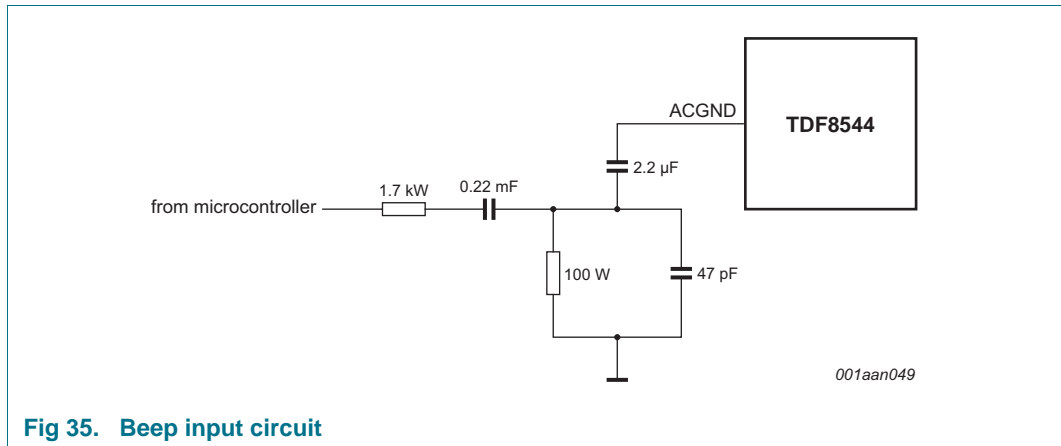 ACGND
TDF8544
2.2 µF
1.7 kW
0.22 mF
from microcontroller
100 W
47 pF
001aan049
Fig 35. Beep input circuit